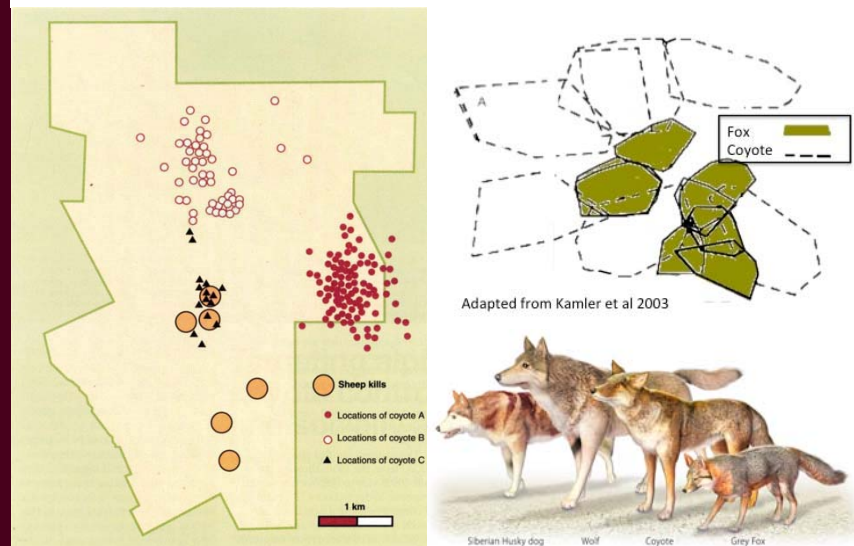 Sheep kills
Locations of coyote A
Locations of coyote B
Locations of coyote C
1 km
A
Fox
Coyote
Adapted from Kamler et al 2003
Siberian Husky dog
Wolf
Coyote
Grey Fox